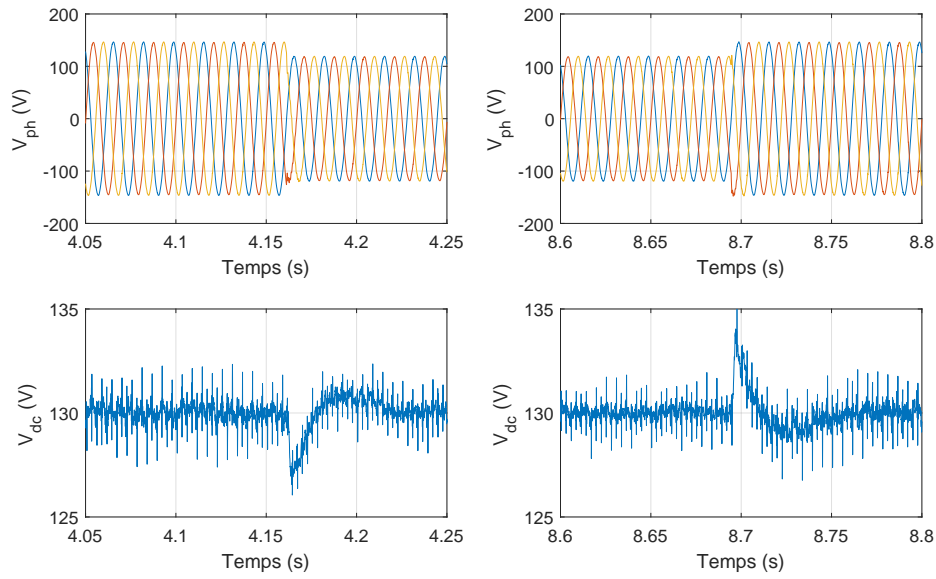 200
100
0
-100
-200
V_ph (V)
4.05 4.1 4.15 4.2 4.25
Temps (s)
200
100
0
-100
-200
V_ph (V)
8.6 8.65 8.7 8.75 8.8
Temps (s)
135
130
125
V_dc (V)
4.05 4.1 4.15 4.2 4.25
Temps (s)
135
130
125
V_dc (V)
8.6 8.65 8.7 8.75 8.8
Temps (s)